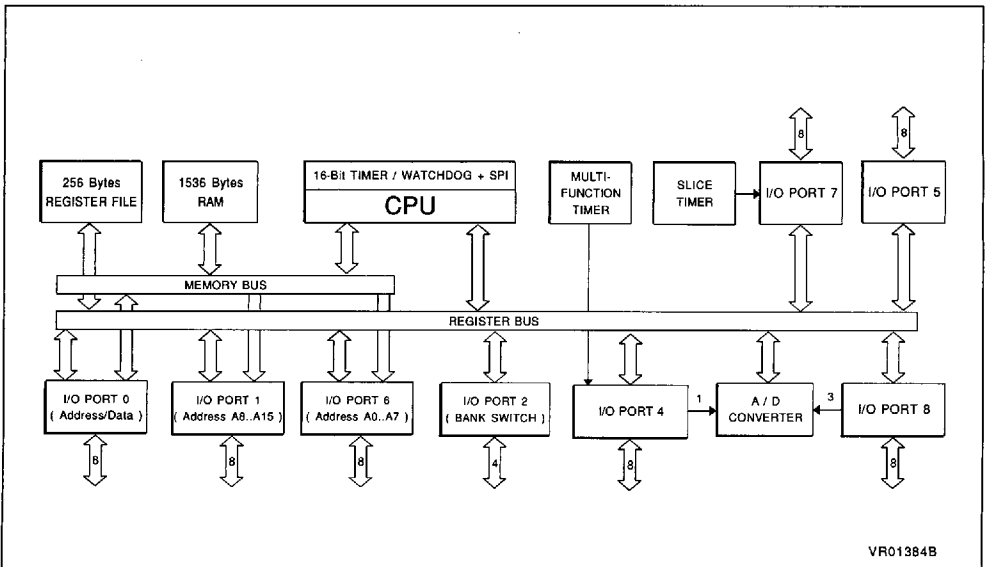 8
8
256 Bytes
REGISTER FILE
1536 Bytes
RAM
16-Bit TIMER / WATCHDOG + SPI
CPU
MULTI-
FUNCTION
TIMER
SLICE
TIMER
I/O PORT 7
I/O PORT 5
MEMORY BUS
REGISTER BUS
I/O PORT 0
( Address/Data )
I/O PORT 1
( Address A8..A15 )
I/O PORT 6
( Address A0..A7 )
I/O PORT 2
( BANK SWITCH )
I/O PORT 4
1
A / D
CONVERTER
3
I/O PORT 8
8
8
8
4
8
8
VR01384B